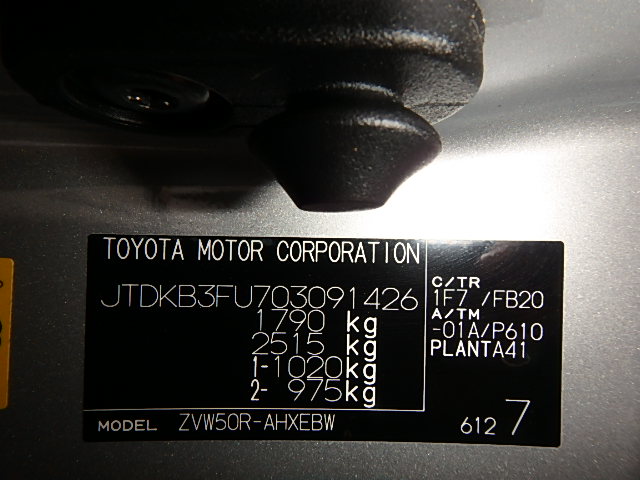 TOYOTA MOTOR CORPORATION
JTDKB3FU703091426
1790 kg
2515 kg
1-1020kg
2- 975kg
C/TR
1F7 /FB20
A/TM
-01A/P610
PLANTA41
MODEL ZVW50R-AHXEBW
612 7